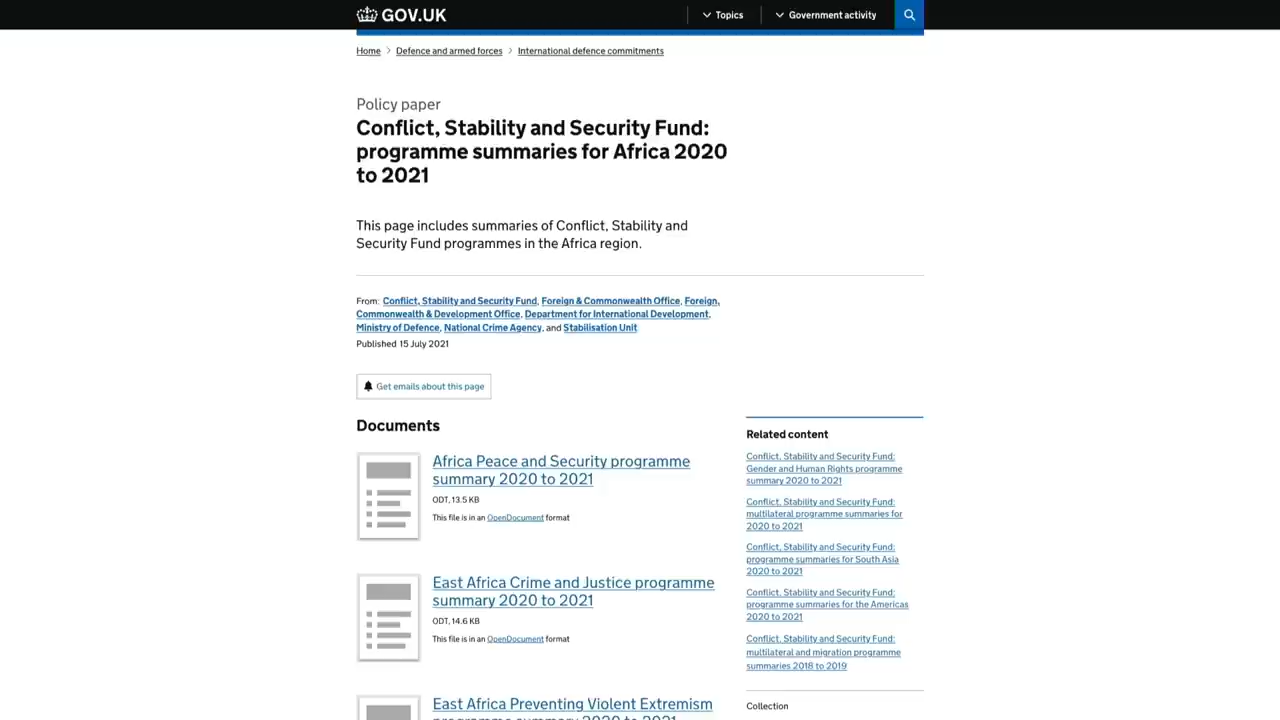 GOV.UK
Topics
Government activity
Home > Defence and armed forces > International defence commitments
Policy paper
Conflict, Stability and Security Fund:
programme summaries for Africa 2020
to 2021
This page includes summaries of Conflict, Stability and
Security Fund programmes in the Africa region.
From: Conflict, Stability and Security Fund, Foreign & Commonwealth Office, Foreign,
Commonwealth & Development Office, Department for International Development,
Ministry of Defence, National Crime Agency, and Stabilisation Unit
Published 15 July 2021
Get emails about this page
Documents
Africa Peace and Security programme
summary 2020 to 2021
ODT, 13.5 KB
This file is in an OpenDocument format
East Africa Crime and Justice programme
summary 2020 to 2021
ODT, 14.6 KB
This file is in an OpenDocument format
East Africa Preventing Violent Extremism
programme summary 2020 to 2021
Related content
Conflict, Stability and Security Fund:
Gender and Human Rights programme
summary 2020 to 2021
Conflict, Stability and Security Fund:
multilateral programme summaries for
2020 to 2021
Conflict, Stability and Security Fund:
programme summaries for South Asia
2020 to 2021
Conflict, Stability and Security Fund:
programme summaries for the Americas
2020 to 2021
Conflict, Stability and Security Fund:
multilateral and migration programme
summaries 2018 to 2019
Collection